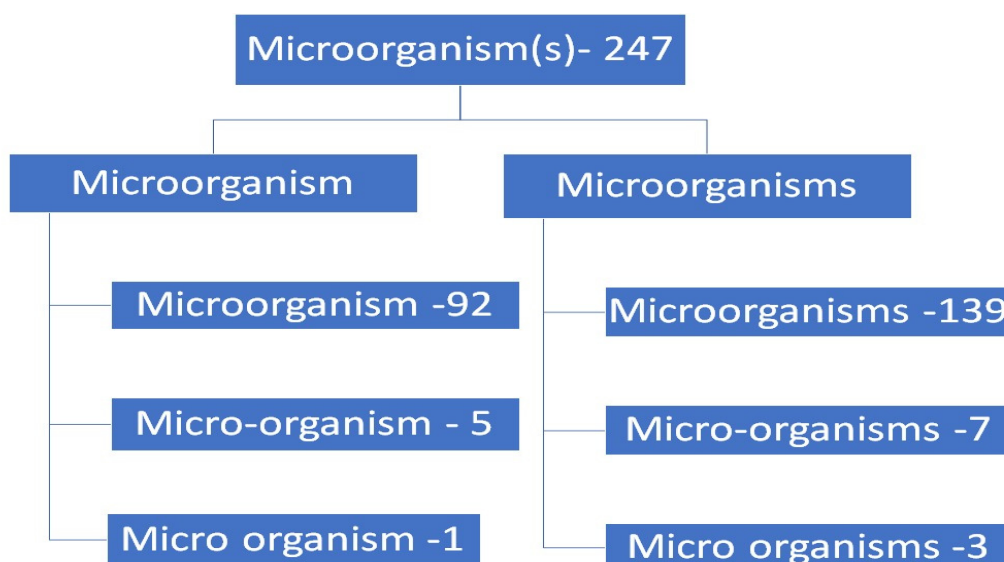 Microorganism(s)- 247
Microorganism
Microorganisms
Microorganism -92
Microorganisms -139
Micro-organism - 5
Micro-organisms -7
Micro organism -1
Micro organisms -3